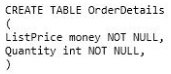 CREATE TABLE OrderDetails
(
ListPrice money NOT NULL,
Quantity int NOT NULL,
)